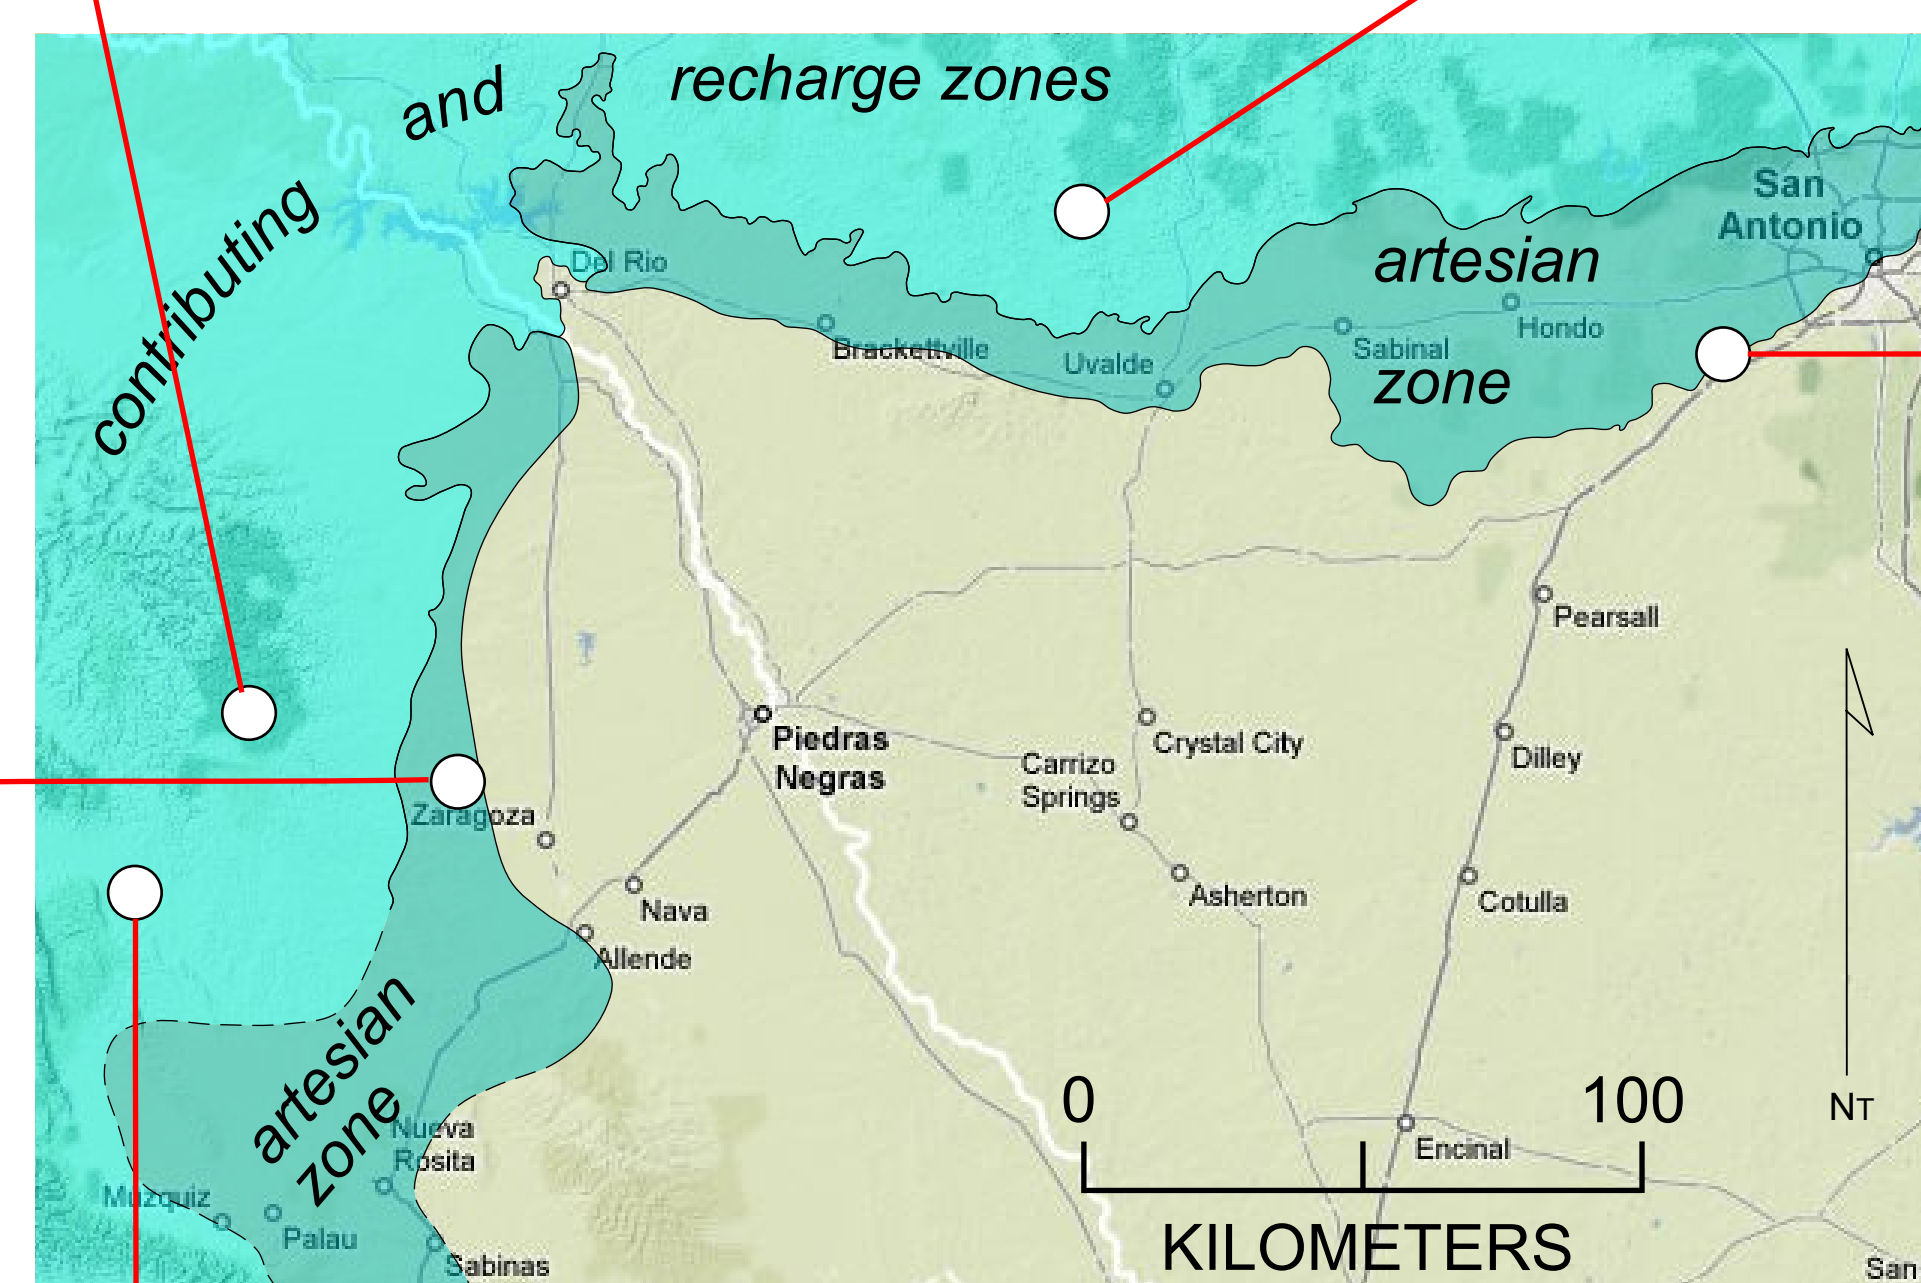 and
recharge zones
contributing
San
Antonio
artesian
zone
Del Rio
Hondo
Brackettville
Sabinal
Uvalde
Pearsall
Piedras
Negras
Crystal City
Carrizo
Springs
Dilley
Zaragoza
Asherton
Cotulla
Nava
Allende
artesian
zone
Nueva
Rosita
0
100
NT
Encinal
Múzquiz
Palau
KILOMETERS
Sabinas
San